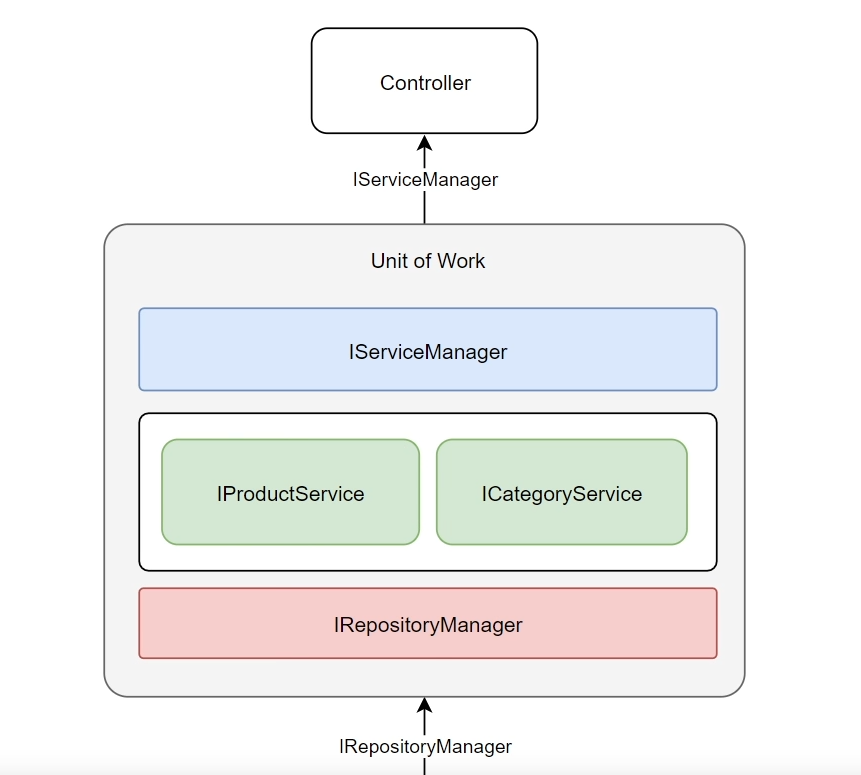 Controller
IServiceManager
Unit of Work
IServiceManager
IProductService
ICategoryService
IRepositoryManager
IRepositoryManager